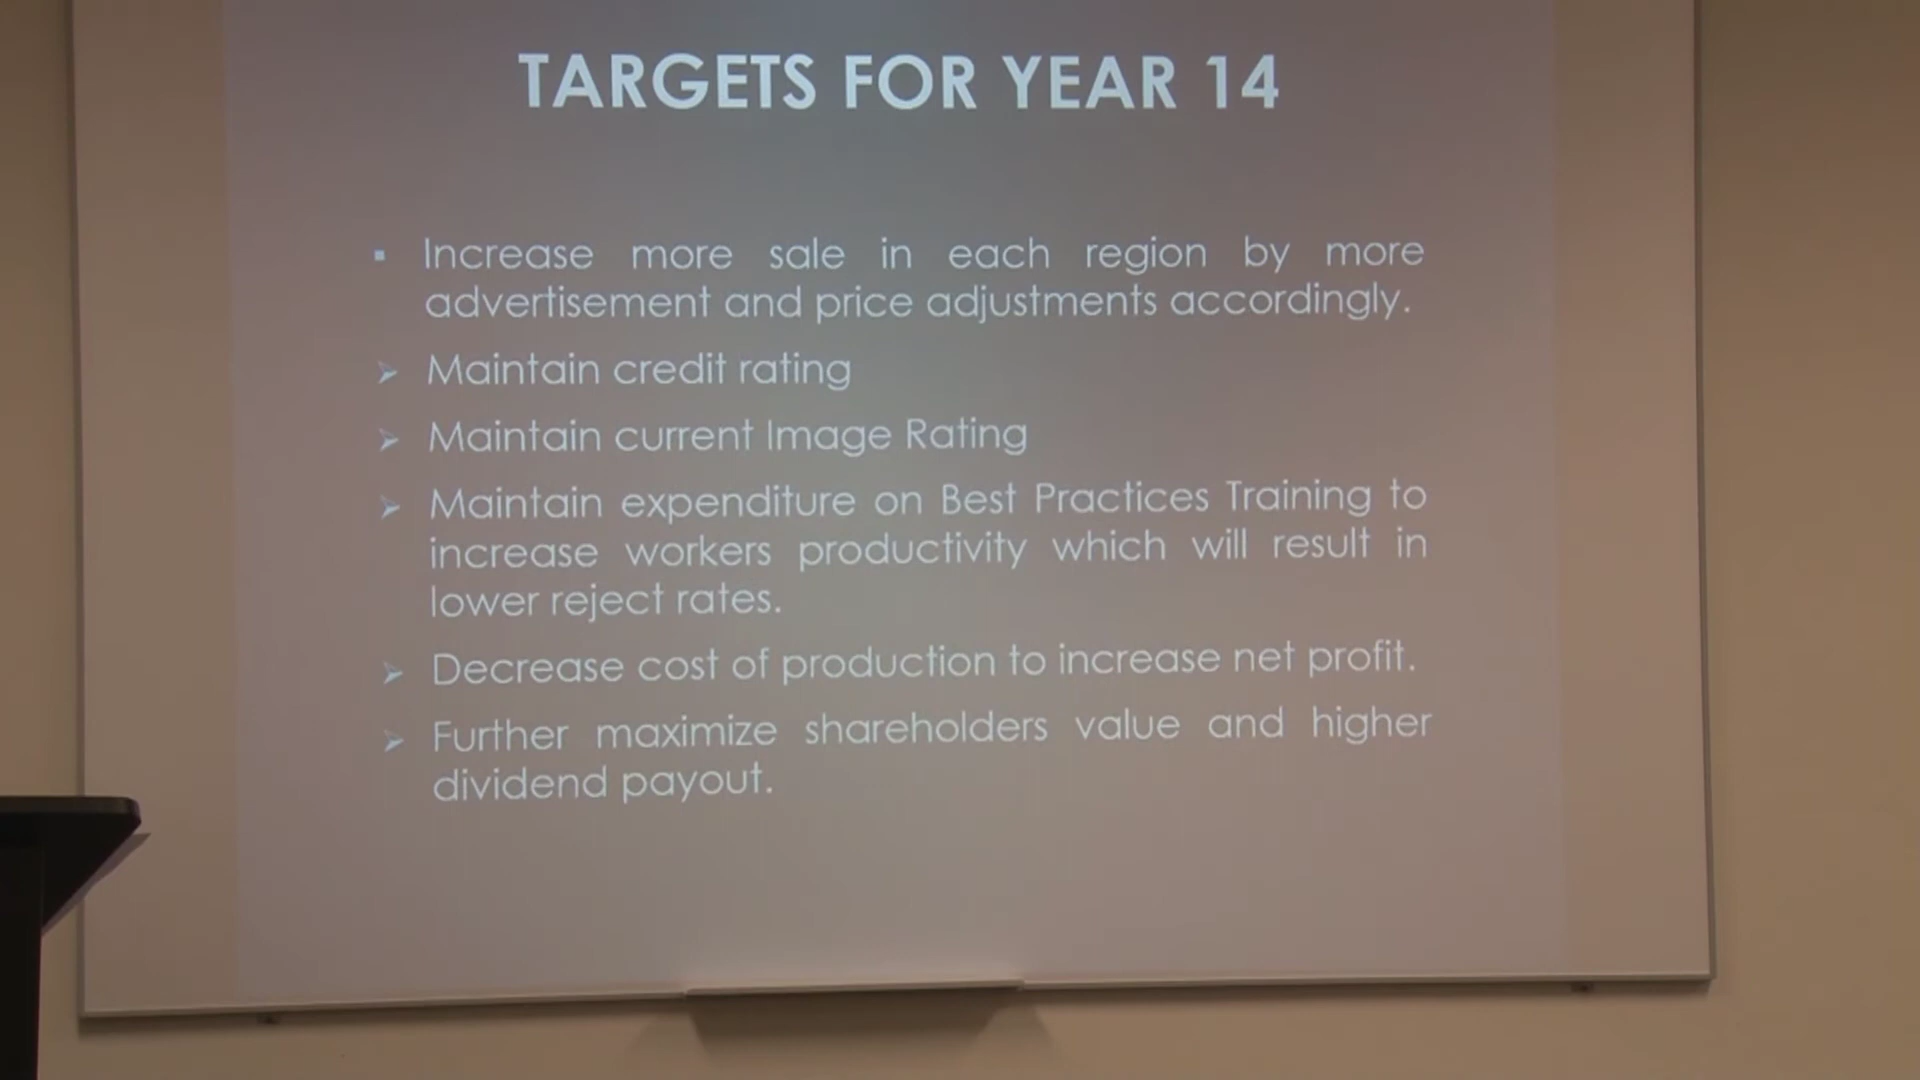 TARGETS FOR YEAR 14
▪ Increase more sale in each region by more
advertisement and price adjustments accordingly.
➢ Maintain credit rating
➢ Maintain current Image Rating
➢ Maintain expenditure on Best Practices Training to
increase workers productivity which will result in
lower reject rates.
➢ Decrease cost of production to increase net profit.
➢ Further maximize shareholders value and higher
dividend payout.